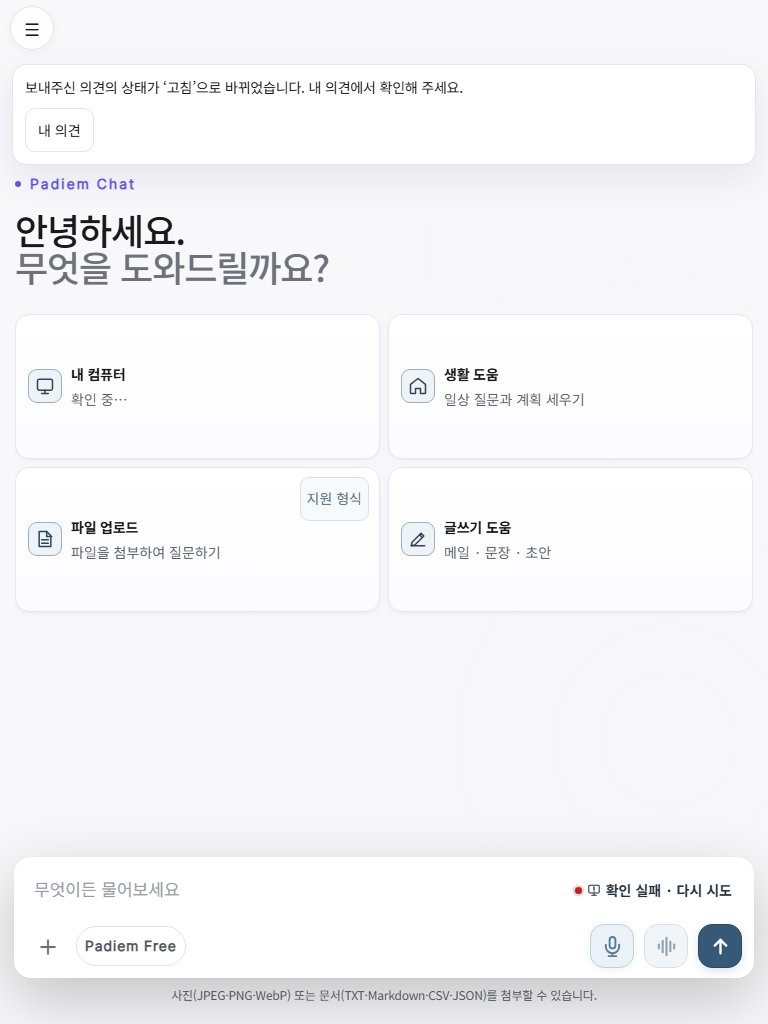 보내주신 의견의 상태가 ‘고침’으로 바뀌었습니다. 내 의견에서 확인해 주세요.
내 의견
Padiem Chat
안녕하세요.
무엇을 도와드릴까요?
내 컴퓨터
확인 중…
생활 도움
일상 질문과 계획 세우기
지원 형식
파일 업로드
파일을 첨부하여 질문하기
글쓰기 도움
메일 · 문장 · 초안
무엇이든 물어보세요
확인 실패 · 다시 시도
Padiem Free
사진(JPEG·PNG·WebP) 또는 문서(TXT·Markdown·CSV·JSON)를 첨부할 수 있습니다.